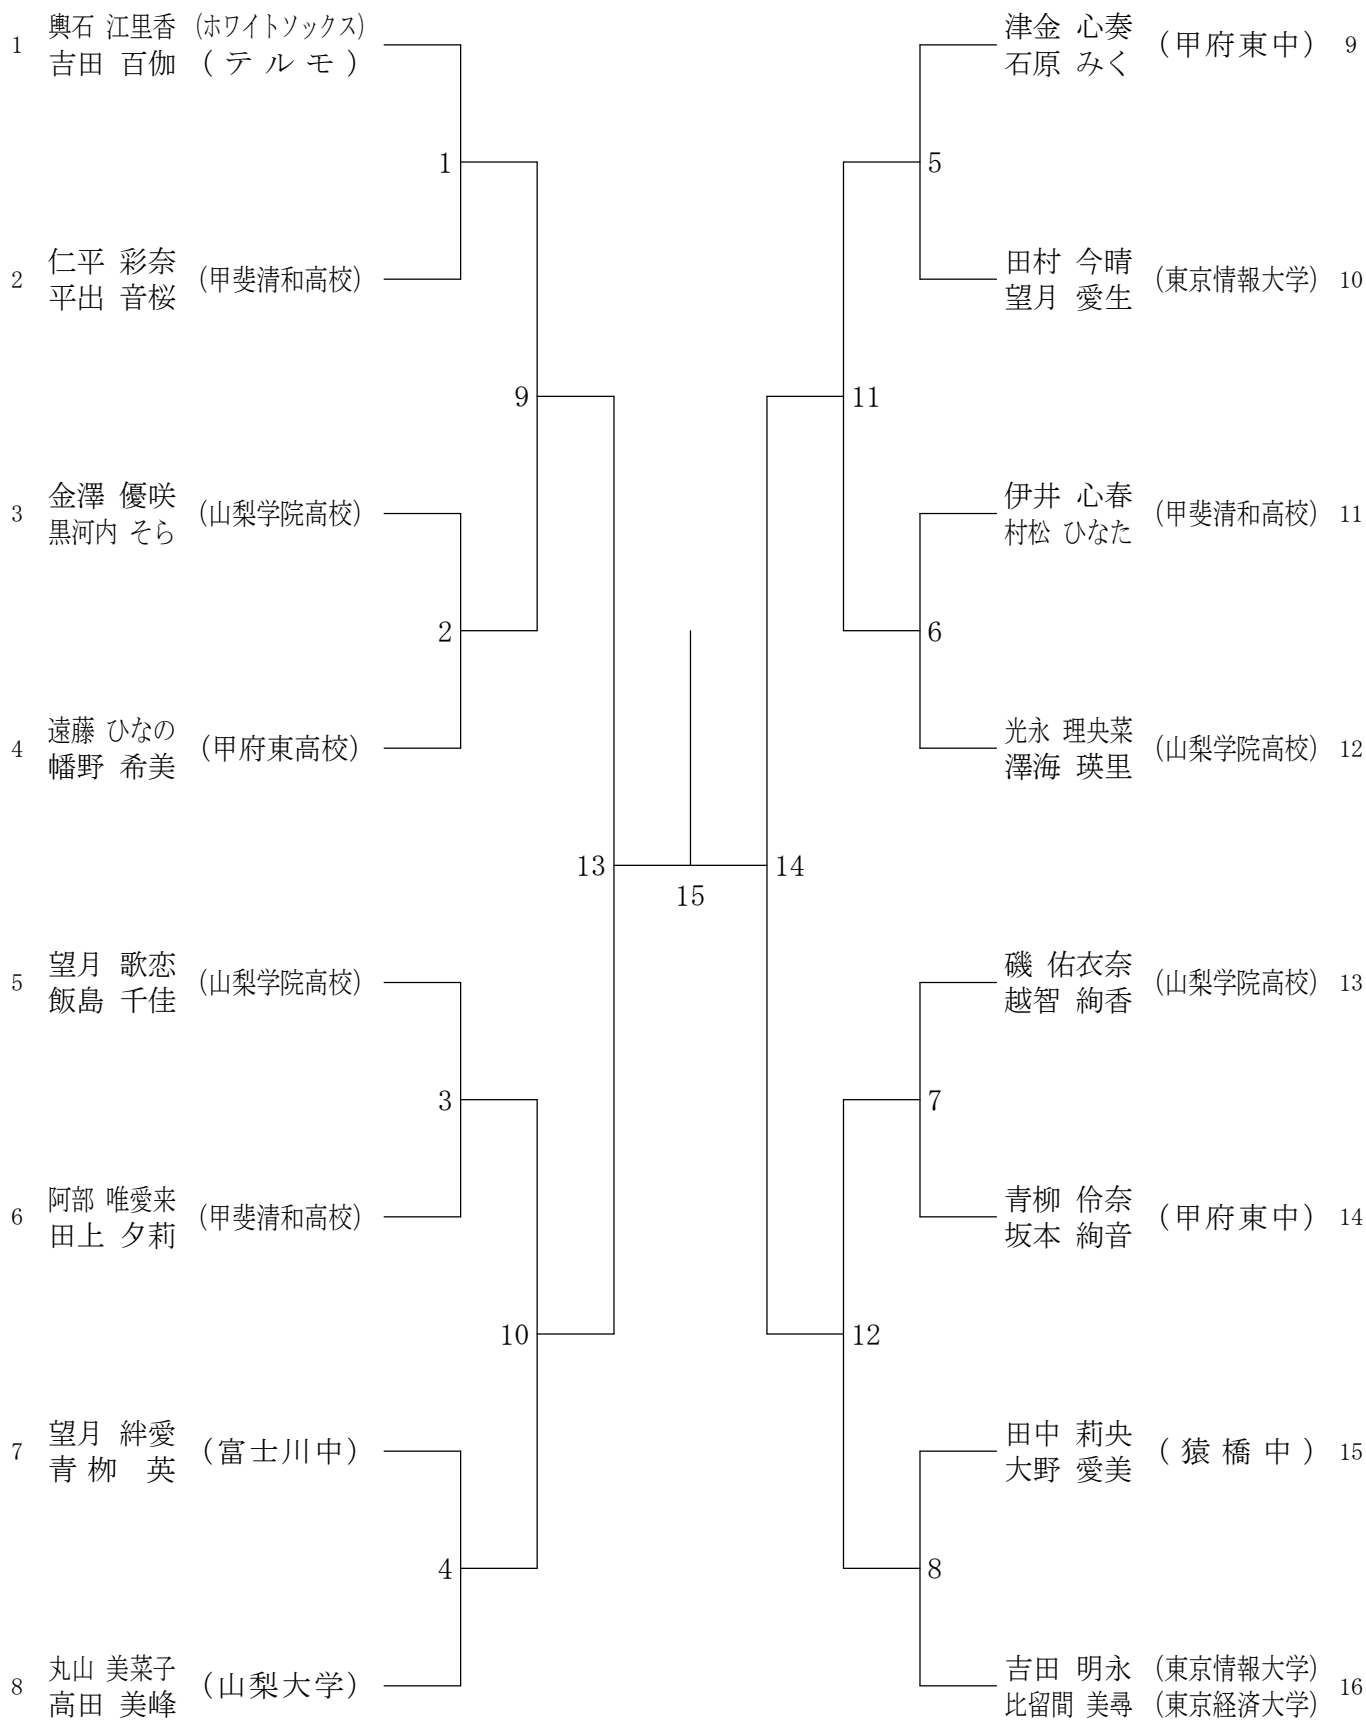 1 輿石 江里香 (ホワイトソックス)
吉田 百伽 (テルモ)
2 仁平 彩奈 (甲斐清和高校)
平出 音桜
3 金澤 優咲 (山梨学院高校)
黒河内 そら
4 遠藤 ひなの (甲府東高校)
幡野 希美
5 望月 歌恋 (山梨学院高校)
飯島 千佳
6 阿部 唯愛来 (甲斐清和高校)
田上 夕莉
7 望月 絆愛 (富士川中)
青栁 英
8 丸山 美菜子 (山梨大学)
高田 美峰
1
2
3
4
9
10
13
15
14
11
12
5
6
7
8
津金 心奏 (甲府東中) 9
石原 みく
田村 今晴 (東京情報大学) 10
望月 愛生
伊井 心春 (甲斐清和高校) 11
村松 ひなた
光永 理央菜 (山梨学院高校) 12
澤海 瑛里
磯 佑衣奈 (山梨学院高校) 13
越智 絢香
青柳 伶奈 (甲府東中) 14
坂本 絢音
田中 莉央 (猿橋中) 15
大野 愛美
吉田 明永 (東京情報大学) 16
比留間 美尋 (東京経済大学)